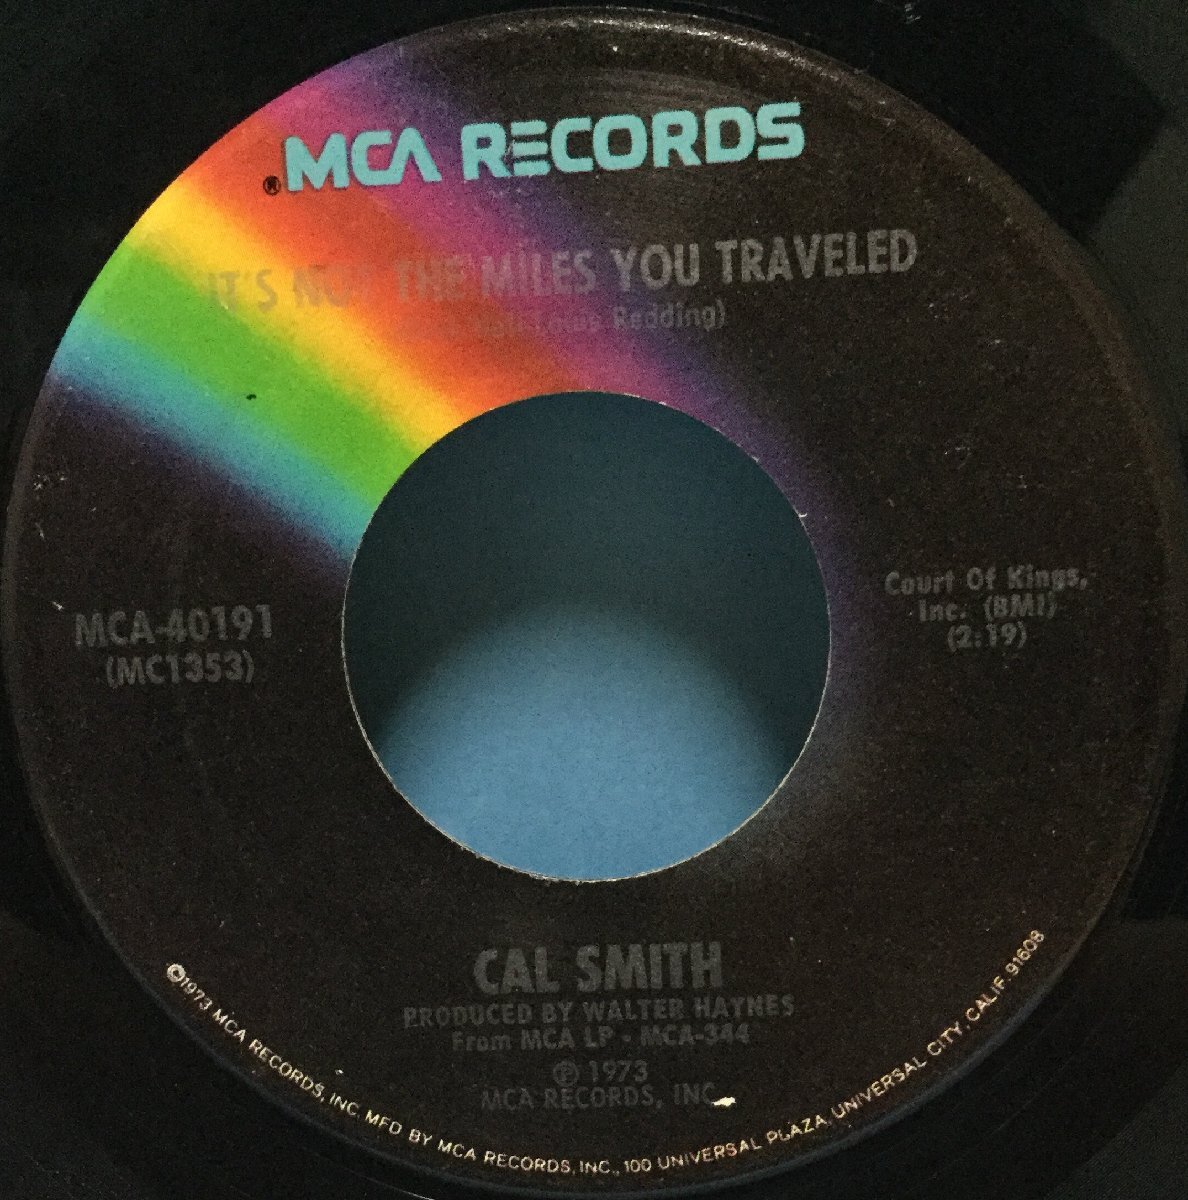 MCA RECORDS
®
IT'S NOT THE MILES YOU TRAVELED
Redding)
MCA-40191
(MC1353)
Court Of Kings,
Inc. (BMI)
(2:19)
CAL SMITH
PRODUCED BY WALTER HAYNES
From MCA LP • MCA-344
℗ 1973
MCA RECORDS, INC.
©1973 MCA RECORDS, INC. MFD BY MCA RECORDS, INC., 100 UNIVERSAL PLAZA, UNIVERSAL CITY, CALIF. 91608